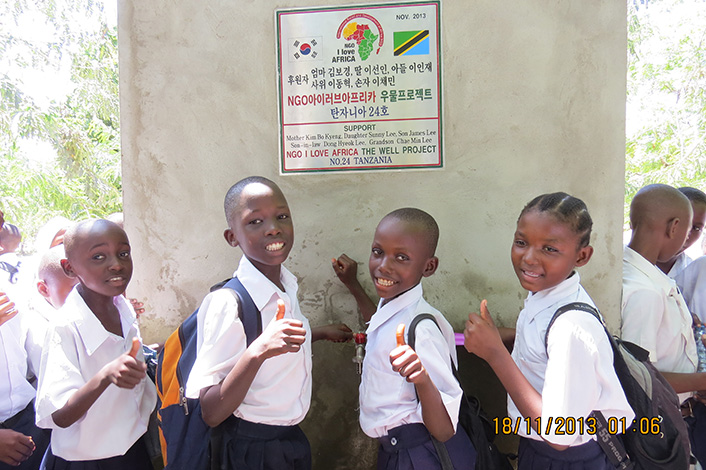 NOV. 2013
NGO
I love
AFRICA
후원자 엄마 김보경, 딸 이선인, 아들 이인재
사위 이동혁, 손자 이채민
NGO아이러브아프리카 우물프로젝트
탄자니아 24호
SUPPORT
Mother Kim Bo Kyeng, Daughter Sunny Lee, Son James Lee
Son-in-law Dong Hyeok Lee, Grandson Chae Min Lee
NGO I LOVE AFRICA THE WELL PROJECT
NO.24 TANZANIA
18/11/2013 01:06